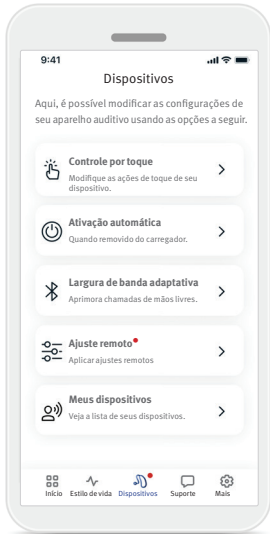 9:41
Dispositivos
Aqui, é possível modificar as configurações de
seu aparelho auditivo usando as opções a seguir.
Controle por toque
Modifique as ações de toque de seu
dispositivo.
Ativação automática
Quando removido do carregador.
Largura de banda adaptativa
Aprimora chamadas de mãos livres.
Ajuste remoto
Aplicar ajustes remotos
Meus dispositivos
Veja a lista de seus dispositivos.
Início Estilo de vida Dispositivos Suporte Mais